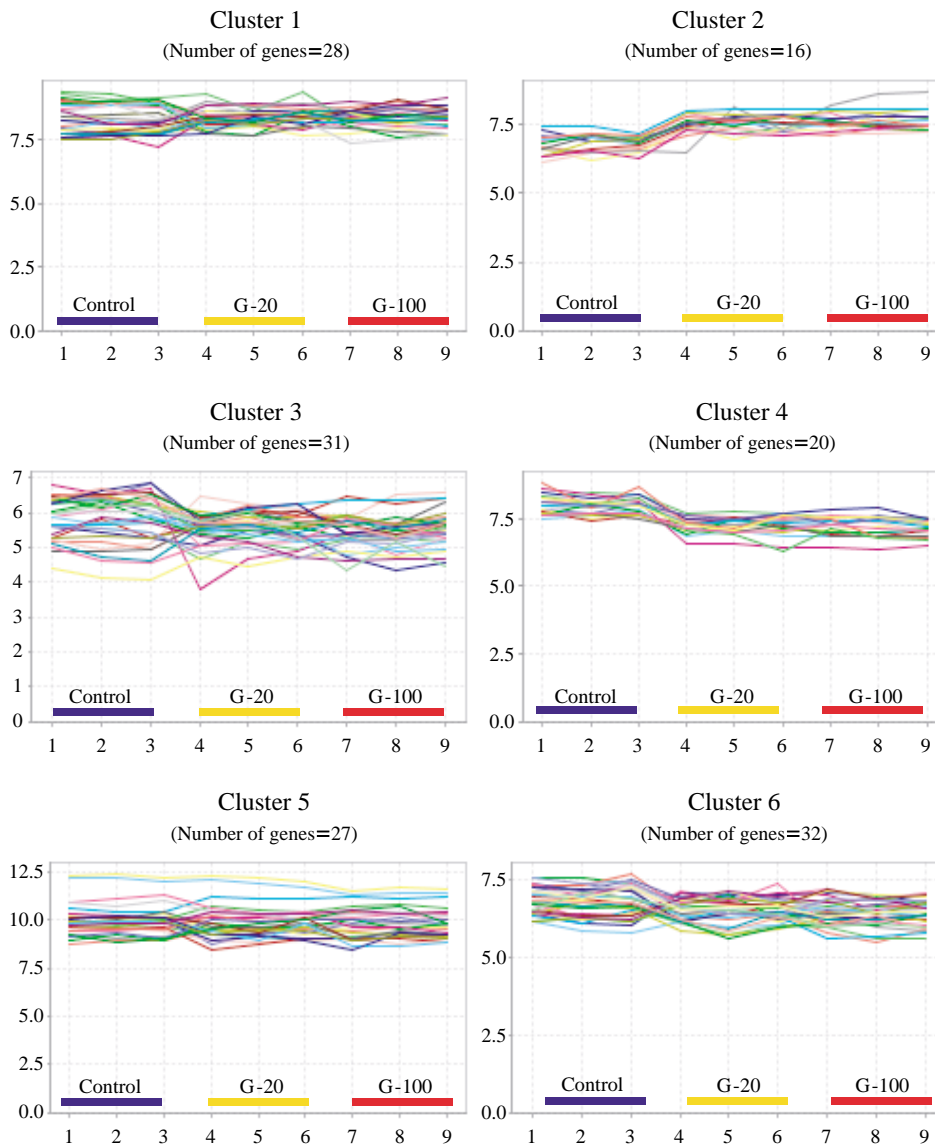 Cluster 1
(Number of genes=28)
7.5
5.0
2.5
0.0
Control G-20 G-100
1 2 3 4 5 6 7 8 9
Cluster 2
(Number of genes=16)
7.5
5.0
2.5
0.0
Control G-20 G-100
1 2 3 4 5 6 7 8 9
Cluster 3
(Number of genes=31)
7
6
5
4
3
2
1
0
Control G-20 G-100
1 2 3 4 5 6 7 8 9
Cluster 4
(Number of genes=20)
7.5
5.0
2.5
0.0
Control G-20 G-100
1 2 3 4 5 6 7 8 9
Cluster 5
(Number of genes=27)
12.5
10.0
7.5
5.0
2.5
0.0
Control G-20 G-100
1 2 3 4 5 6 7 8 9
Cluster 6
(Number of genes=32)
7.5
5.0
2.5
0.0
Control G-20 G-100
1 2 3 4 5 6 7 8 9